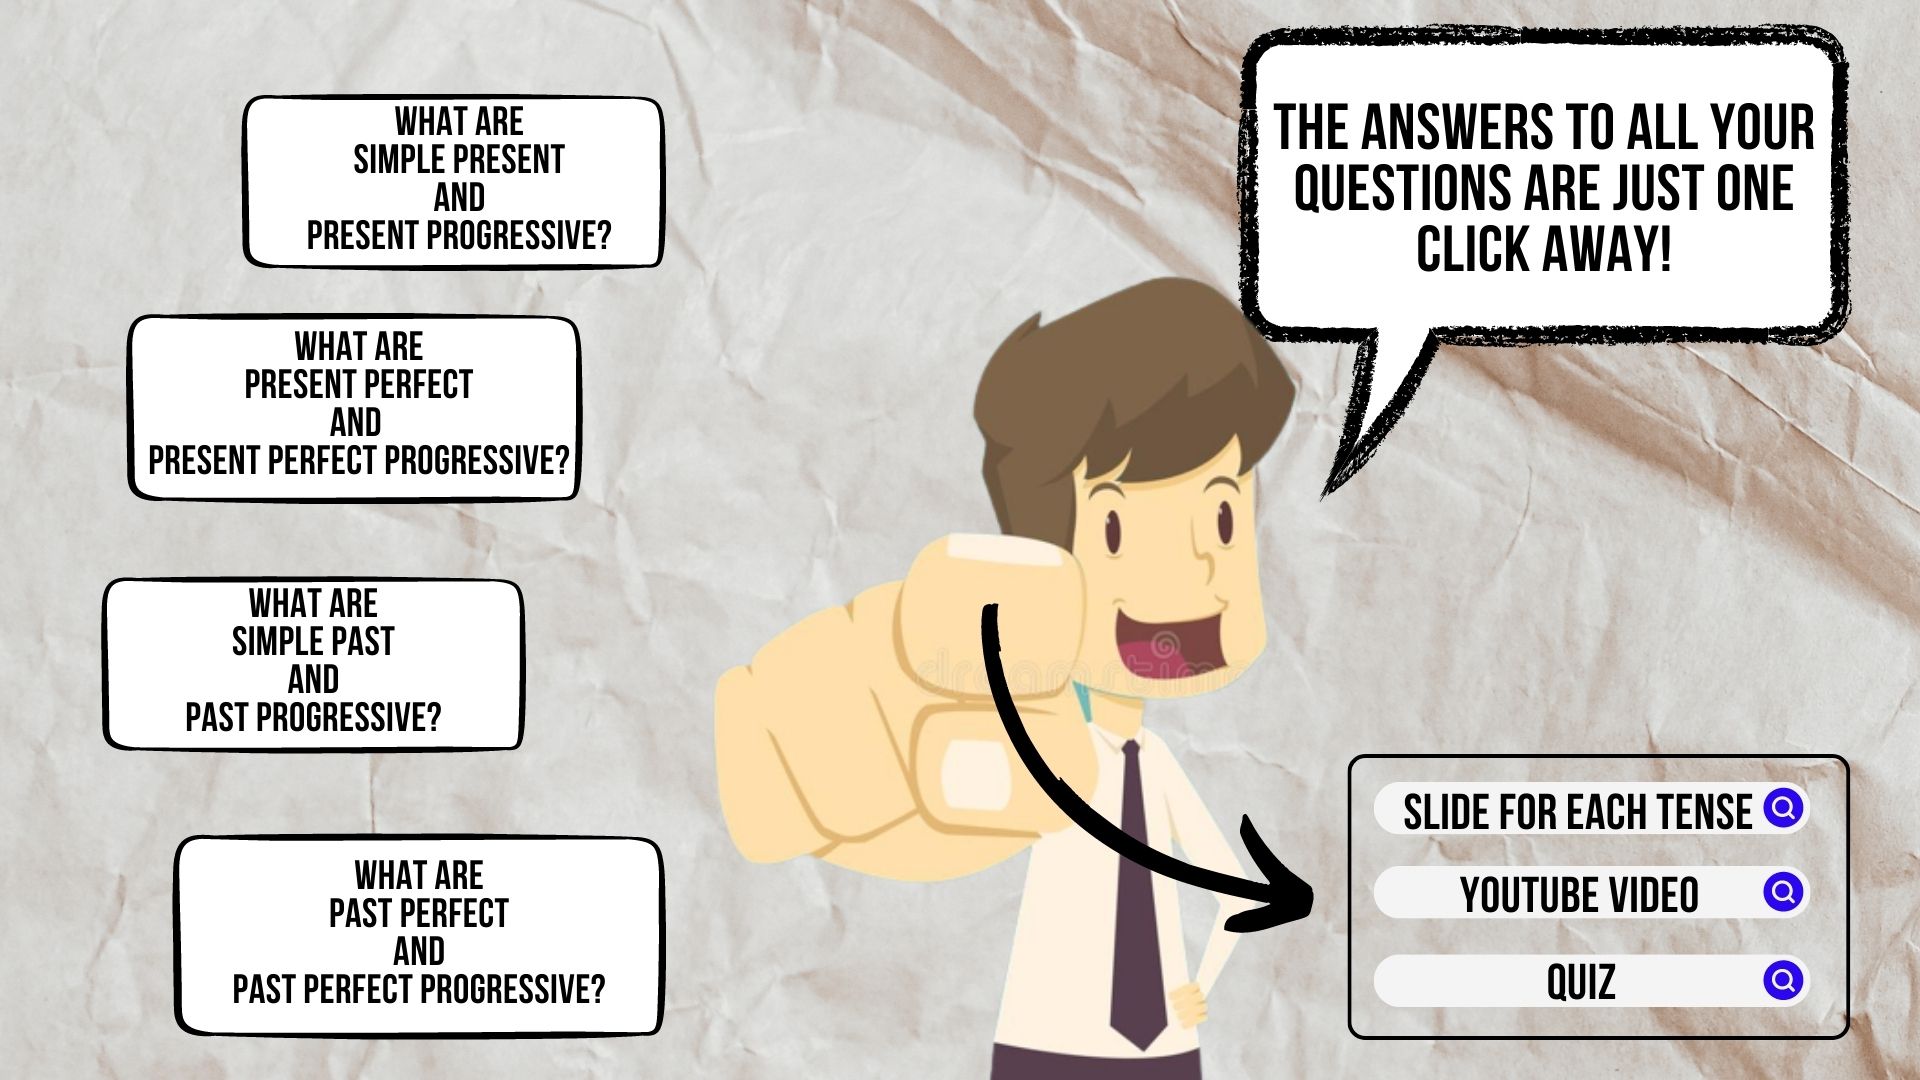 WHAT ARE
SIMPLE PRESENT
AND
PRESENT PROGRESSIVE?
WHAT ARE
PRESENT PERFECT
AND
PRESENT PERFECT PROGRESSIVE?
WHAT ARE
SIMPLE PAST
AND
PAST PROGRESSIVE?
WHAT ARE
PAST PERFECT
AND
PAST PERFECT PROGRESSIVE?
THE ANSWERS TO ALL YOUR
QUESTIONS ARE JUST ONE
CLICK AWAY!
dreamstime
SLIDE FOR EACH TENSE
YOUTUBE VIDEO
QUIZ